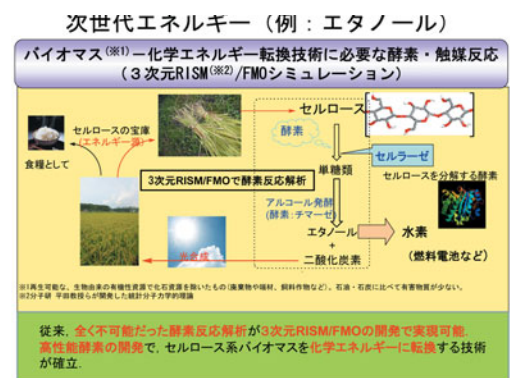 次世代エネルギー（例：エタノール）
バイオマス(※1)－化学エネルギー転換技術に必要な酵素・触媒反応
（３次元RISM(※2)/FMOシミュレーション）
セルロースの宝庫
（エネルギー源）
食糧として
セルロース
酵素
セルラーゼ
単糖類
セルロースを分解する酵素
3次元RISM/FMOで酵素反応解析
アルコール発酵
(酵素：チマーゼ)
エタノール
+
二酸化炭素
水素
(燃料電池など)
光合成
※1再生可能な、生物由来の有機性資源で化石資源を除いたもの（廃棄物や端材、飼料作物など）。石油・石炭に比べて有害物質が少ない。
※2分子研 平田教授らが開発した統計分子力学的理論
従来，全く不可能だった酵素反応解析が3次元RISM/FMOの開発で実現可能．
高性能酵素の開発で，セルロース系バイオマスを化学エネルギーに転換する技術
が確立．